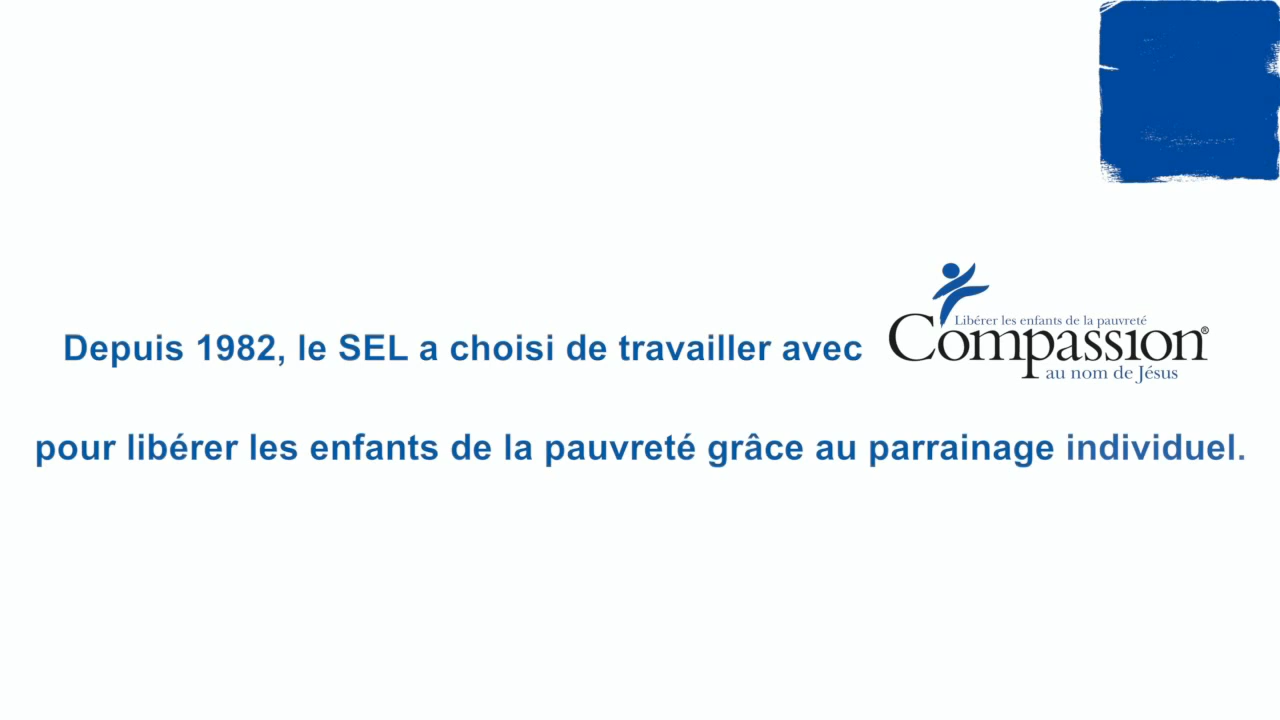 Depuis 1982, le SEL a choisi de travailler avec
Libérer les enfants de la pauvreté
Compassion®
au nom de Jésus
pour libérer les enfants de la pauvreté grâce au parrainage individuel.